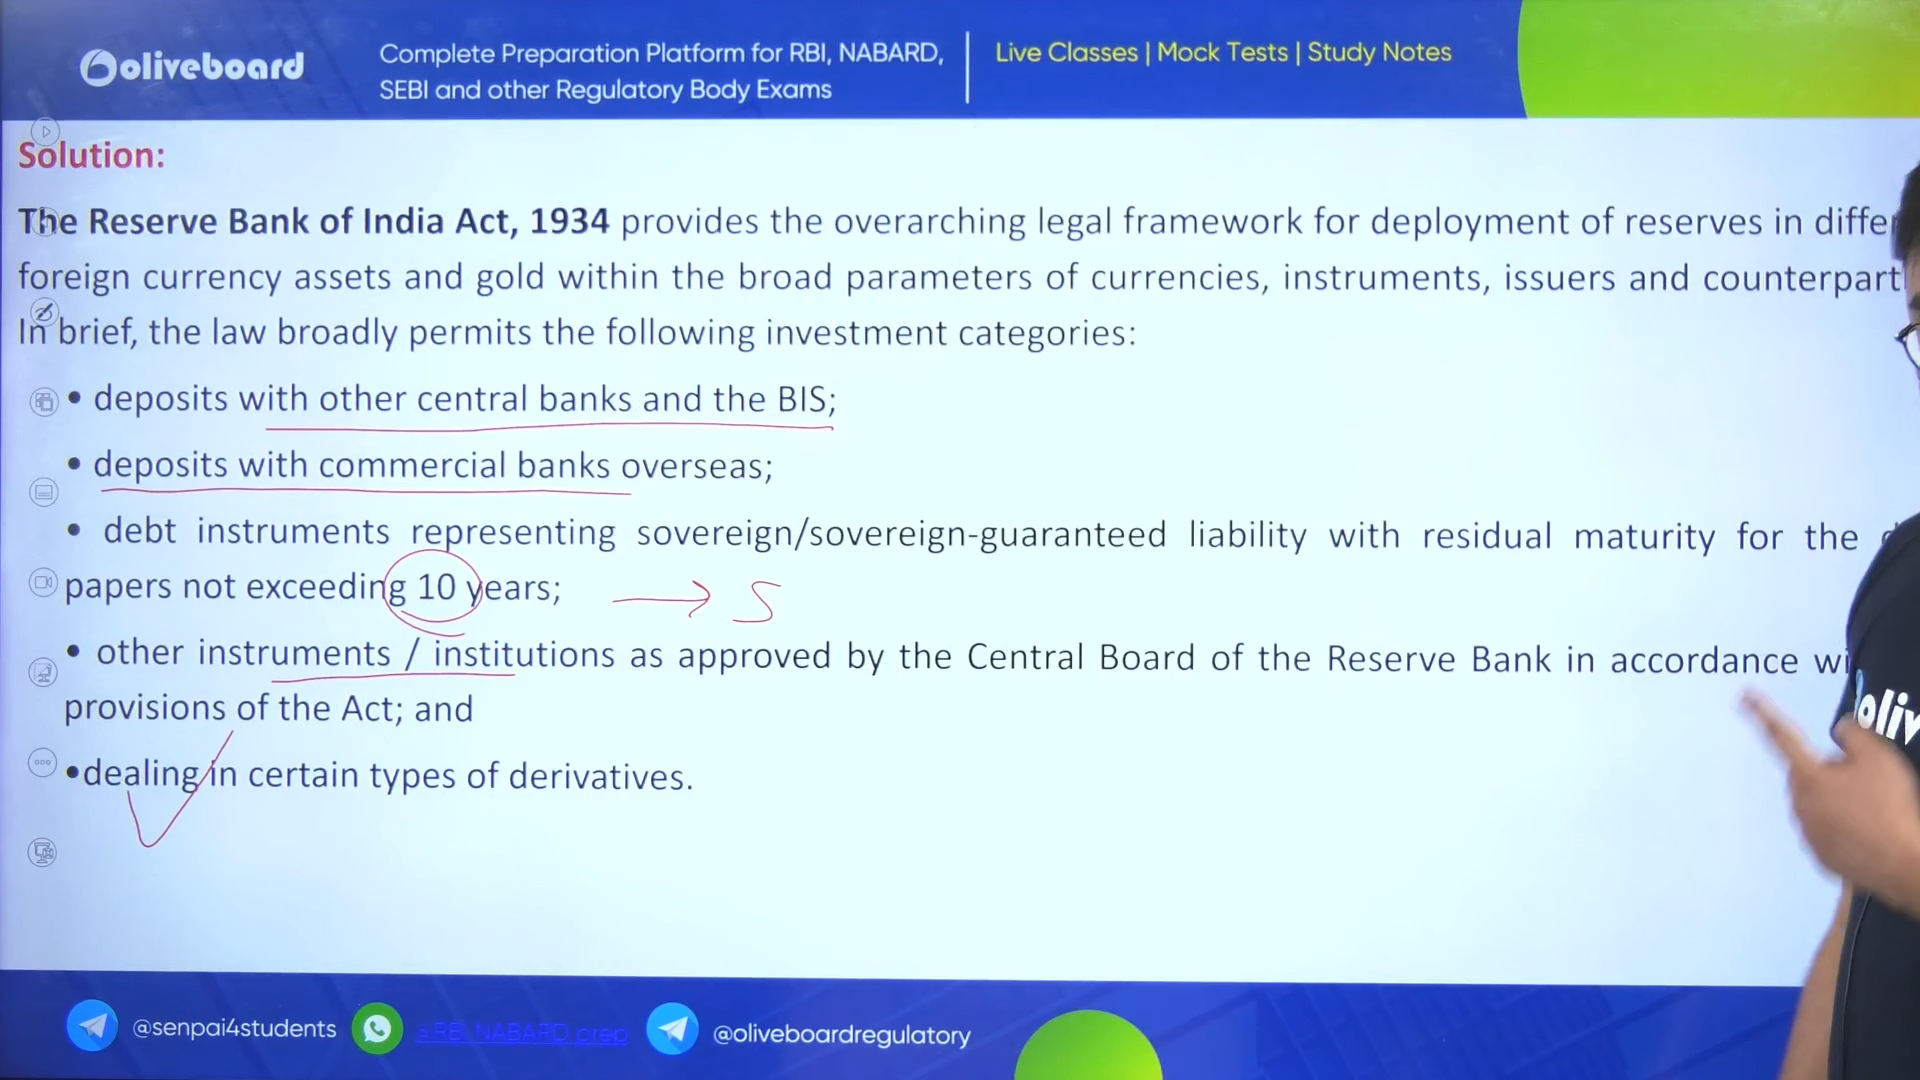 oliveboard
Complete Preparation Platform for RBI, NABARD,
SEBI and other Regulatory Body Exams
Live Classes | Mock Tests | Study Notes
Solution:
The Reserve Bank of India Act, 1934 provides the overarching legal framework for deployment of reserves in differ
foreign currency assets and gold within the broad parameters of currencies, instruments, issuers and counterpart
In brief, the law broadly permits the following investment categories:
• deposits with other central banks and the BIS;
• deposits with commercial banks overseas;
• debt instruments representing sovereign/sovereign-guaranteed liability with residual maturity for the
papers not exceeding 10 years; → S
• other instruments / institutions as approved by the Central Board of the Reserve Bank in accordance wi
provisions of the Act; and
•dealing in certain types of derivatives.
oliv
@senpai4students
RBI NABARD prep
@oliveboardregulatory